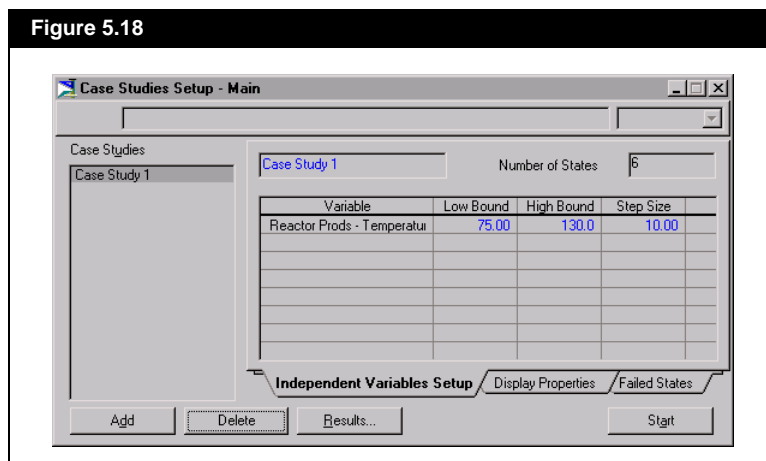 Figure 5.18
Case Studies Setup - Main
Case Studies
Case Study 1
Case Study 1
Number of States
6
Variable Low Bound High Bound Step Size
Reactor Prods - Temperatur 75.00 130.0 10.00
Independent Variables Setup Display Properties Failed States
Add Delete Results... Start